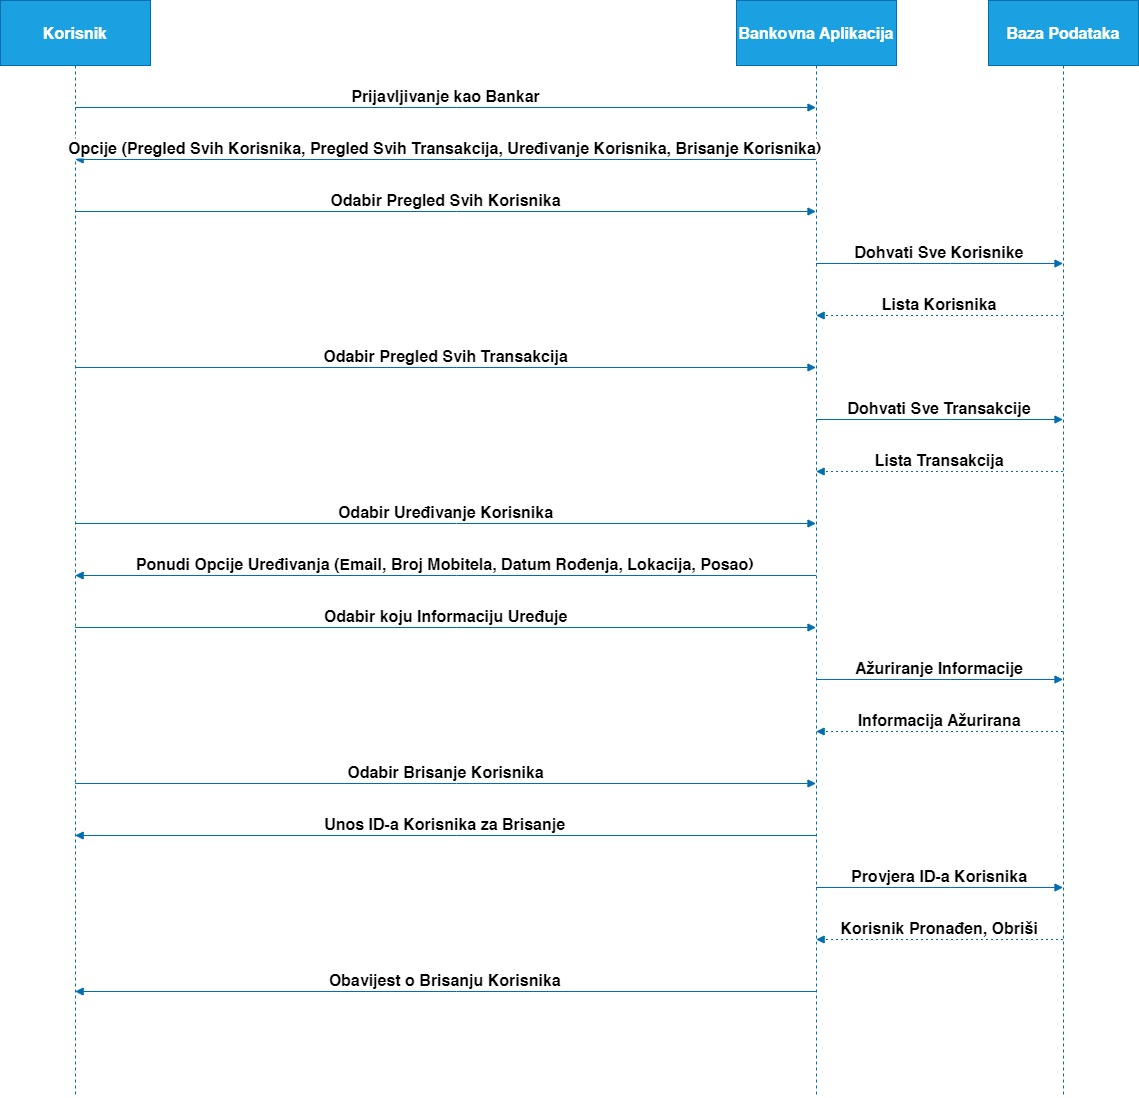 Korisnik
Bankovna Aplikacija
Baza Podataka
Prijavljivanje kao Bankar
Opcije (Pregled Svih Korisnika, Pregled Svih Transakcija, Uređivanje Korisnika, Brisanje Korisnika)
Odabir Pregled Svih Korisnika
Dohvati Sve Korisnike
Lista Korisnika
Odabir Pregled Svih Transakcija
Dohvati Sve Transakcije
Lista Transakcija
Odabir Uređivanje Korisnika
Ponudi Opcije Uređivanja (Email, Broj Mobitela, Datum Rođenja, Lokacija, Posao)
Odabir koju Informaciju Uređuje
Ažuriranje Informacije
Informacija Ažurirana
Odabir Brisanje Korisnika
Unos ID-a Korisnika za Brisanje
Provjera ID-a Korisnika
Korisnik Pronađen, Obriši
Obavijest o Brisanju Korisnika